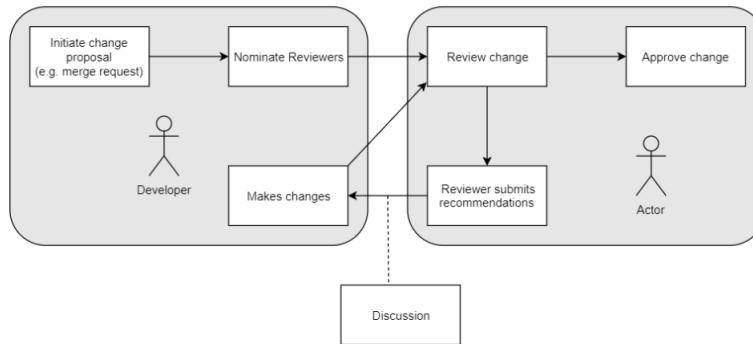 Initiate change
proposal
(e.g. merge request)
Nominate Reviewers
Review change
Approve change
Developer
Makes changes
Reviewer submits
recommendations
Actor
Discussion